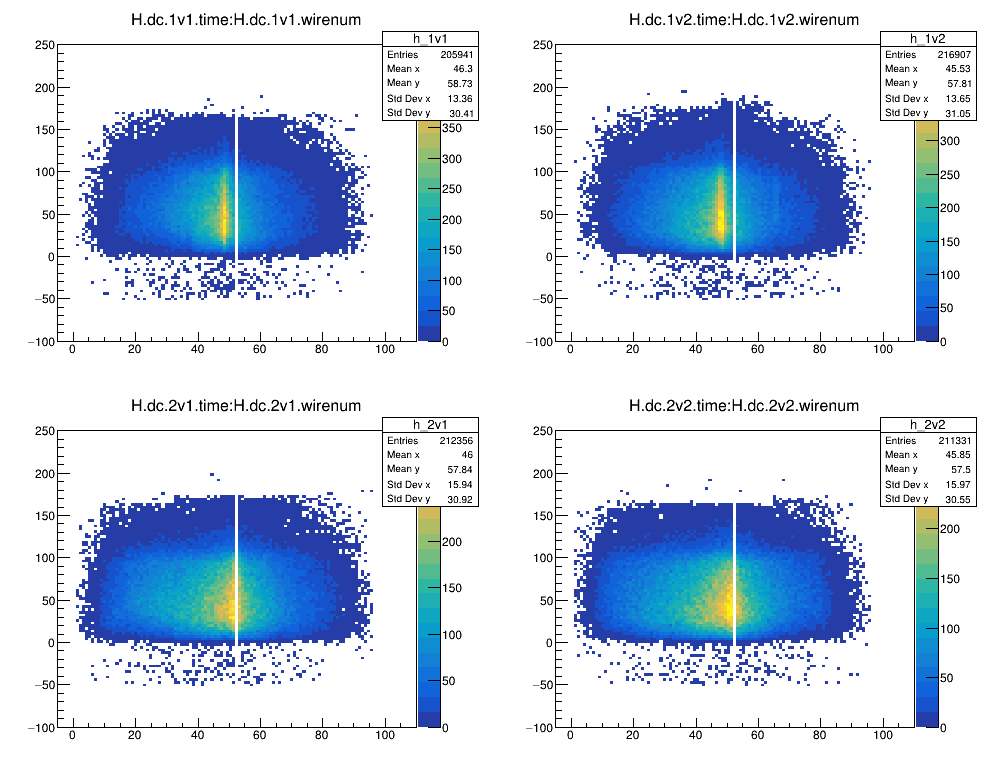 H.dc.1v1.time:H.dc.1v1.wirenum
h_1v1
Entries 205941
Mean x 46.3
Mean y 58.73
Std Dev x 13.36
Std Dev y 30.41
250
200
150
100
50
0
−50
−100
0 20 40 60 80 100
350
300
250
200
150
100
50
0
H.dc.1v2.time:H.dc.1v2.wirenum
h_1v2
Entries 216907
Mean x 45.53
Mean y 57.81
Std Dev x 13.65
Std Dev y 31.05
250
200
150
100
50
0
−50
−100
0 20 40 60 80 100
300
250
200
150
100
50
0
H.dc.2v1.time:H.dc.2v1.wirenum
h_2v1
Entries 212356
Mean x 46
Mean y 57.84
Std Dev x 15.94
Std Dev y 30.92
250
200
150
100
50
0
−50
−100
0 20 40 60 80 100
200
150
100
50
0
H.dc.2v2.time:H.dc.2v2.wirenum
h_2v2
Entries 211331
Mean x 45.85
Mean y 57.5
Std Dev x 15.97
Std Dev y 30.55
250
200
150
100
50
0
−50
−100
0 20 40 60 80 100
200
150
100
50
0